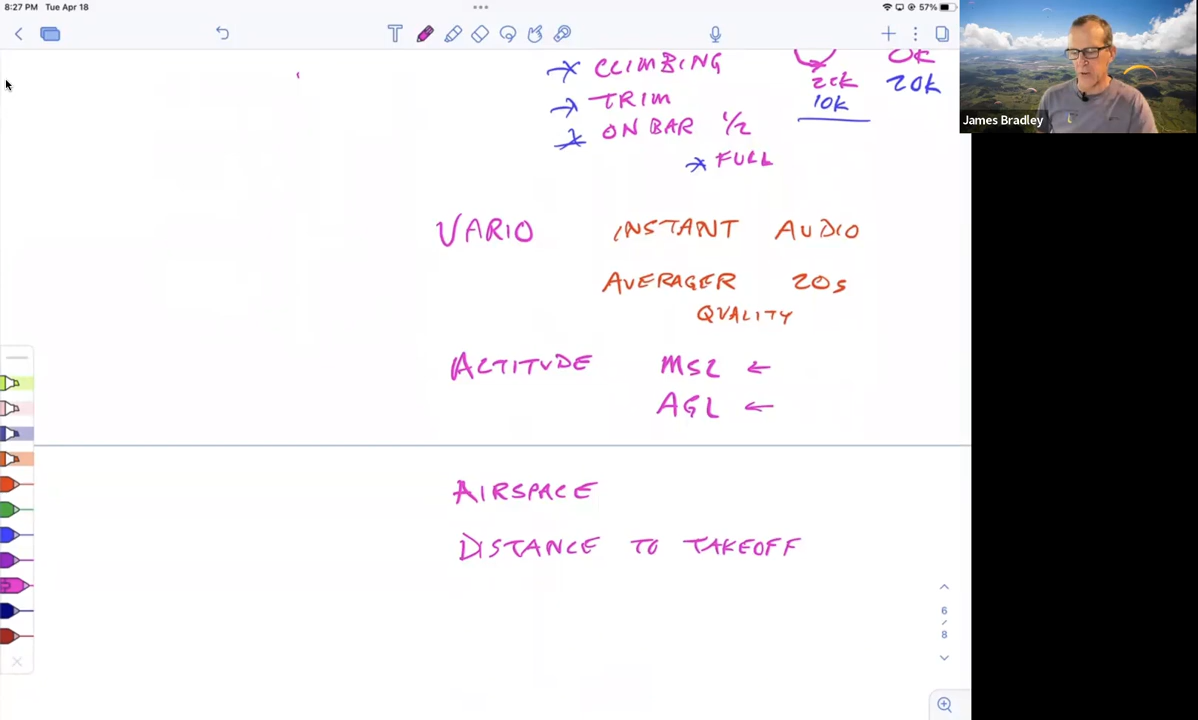 8:27 PM Tue Apr 18
57%
CLIMBING
20k
TRIM
10k
20k
ON BAR 1/2
FULL
James Bradley
VARIO INSTANT AUDIO
AVERAGER 20s
QUALITY
ALTITUDE MSL ←
AGL ←
AIRSPACE
DISTANCE TO TAKEOFF
6
/
8